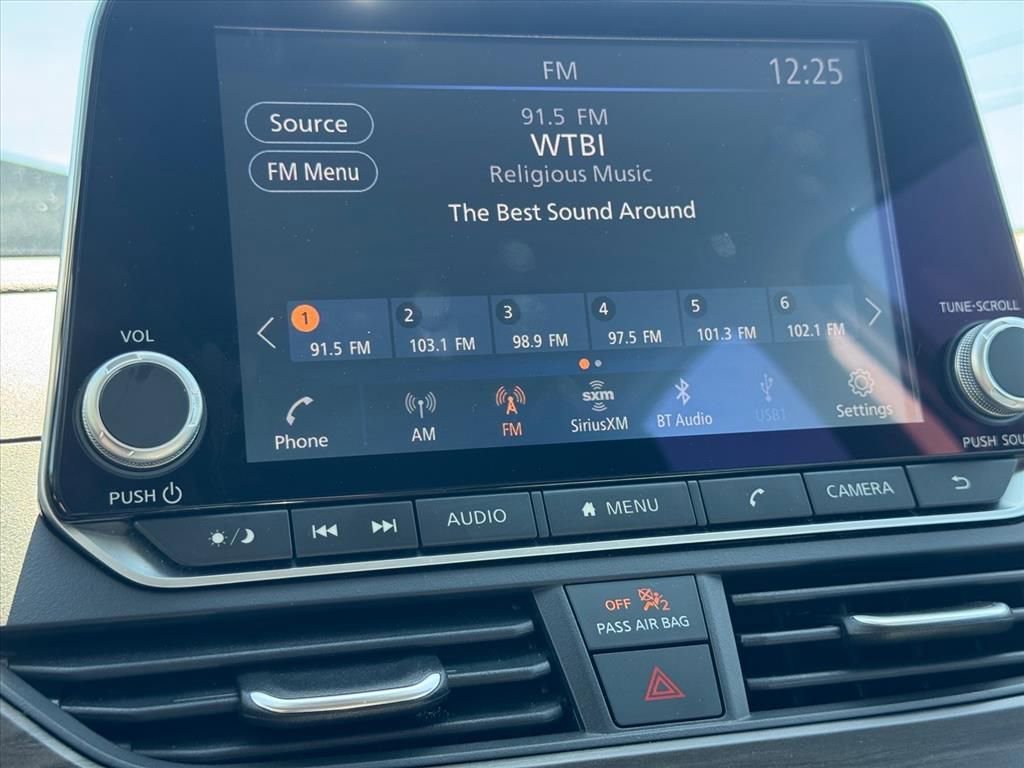 FM
12:25
Source
91.5 FM
WTBI
FM Menu
Religious Music
The Best Sound Around
1
2
3
4
5
6
91.5 FM
103.1 FM
98.9 FM
97.5 FM
101.3 FM
102.1 FM
VOL
TUNE·SCROLL
Phone
AM
FM
sxm
SiriusXM
BT Audio
USB1
Settings
PUSH
PUSH SOU
AUDIO
MENU
CAMERA
OFF 2
PASS AIR BAG